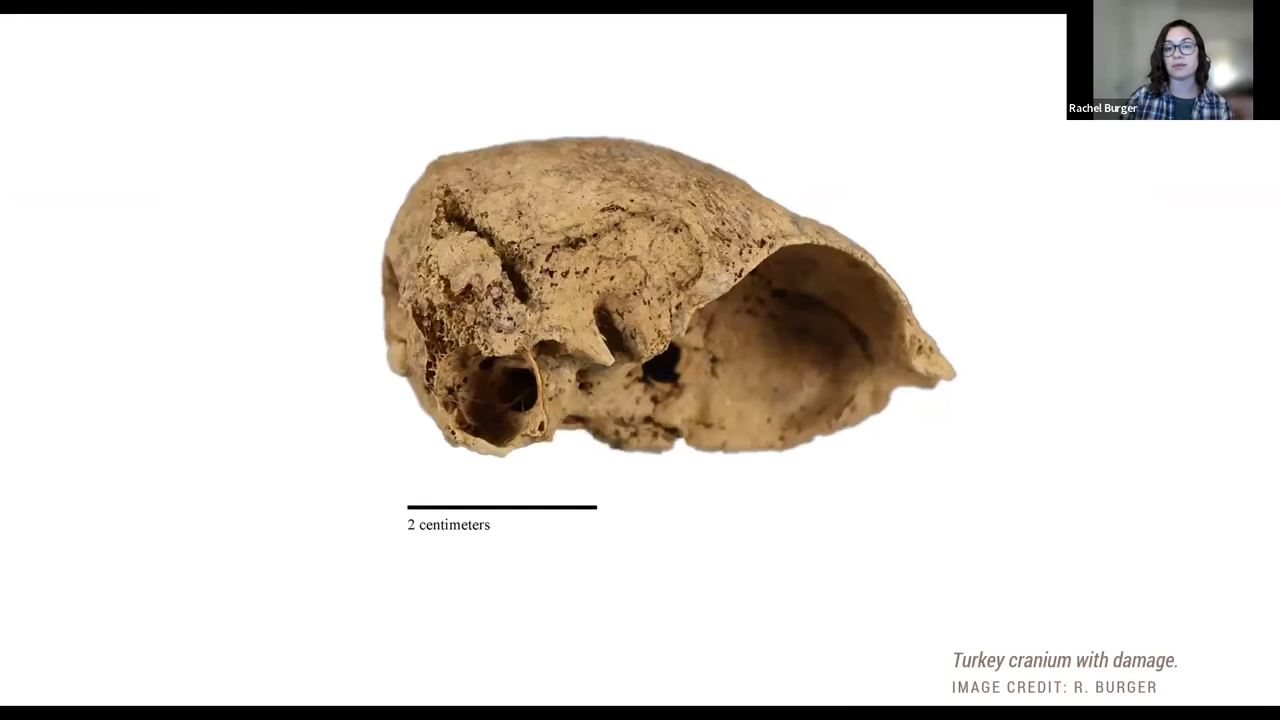 Rachel Burger
2 centimeters
Turkey cranium with damage.
IMAGE CREDIT: R. BURGER